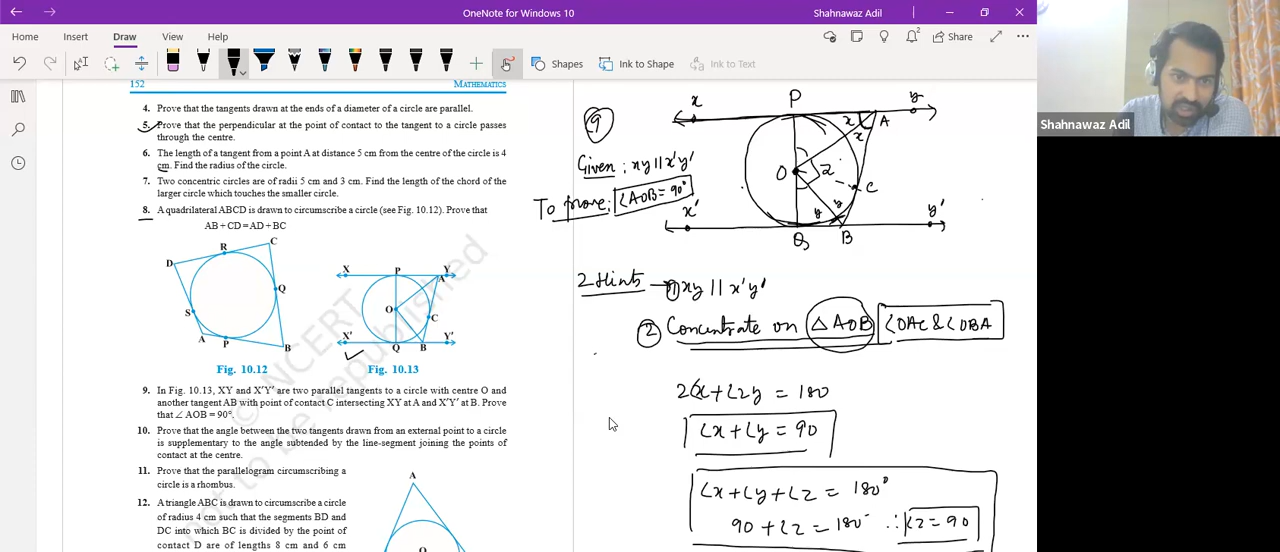 OneNote for Windows 10
Shahnawaz Adil
Home Insert Draw View Help
Share
Shapes Ink to Shape Ink to Text
152 MATHEMATICS
4. Prove that the tangents drawn at the ends of a diameter of a circle are parallel.
5. Prove that the perpendicular at the point of contact to the tangent to a circle passes
through the centre.
6. The length of a tangent from a point A at distance 5 cm from the centre of the circle is 4
cm. Find the radius of the circle.
7. Two concentric circles are of radii 5 cm and 3 cm. Find the length of the chord of the
larger circle which touches the smaller circle.
8. A quadrilateral ABCD is drawn to circumscribe a circle (see Fig. 10.12). Prove that
AB + CD = AD + BC
D R C Q S A P B
X P Y A O C X′ Q B Y′
Fig. 10.12 Fig. 10.13
9. In Fig. 10.13, XY and X′Y′ are two parallel tangents to a circle with centre O and
another tangent AB with point of contact C intersecting XY at A and X′Y′ at B. Prove
that ∠ AOB = 90°.
10. Prove that the angle between the two tangents drawn from an external point to a circle
is supplementary to the angle subtended by the line-segment joining the points of
contact at the centre.
11. Prove that the parallelogram circumscribing a
circle is a rhombus.
12. A triangle ABC is drawn to circumscribe a circle
of radius 4 cm such that the segments BD and
DC into which BC is divided by the point of
contact D are of lengths 8 cm and 6 cm
A
O
© NCERT
not to be republished
9
Given: xy || x'y'
To prove: ∠AOB = 90°
x P y
x A
x
O z C
y y
x' Q B y'
2 Hints → ① xy || x'y'
② Concentrate on △AOB ∠OAC & ∠OBA
2∠x + ∠2y = 180
∠x + ∠y = 90
∠x + ∠y + ∠z = 180°
90 + ∠z = 180° ∴ ∠z = 90
Shahnawaz Adil